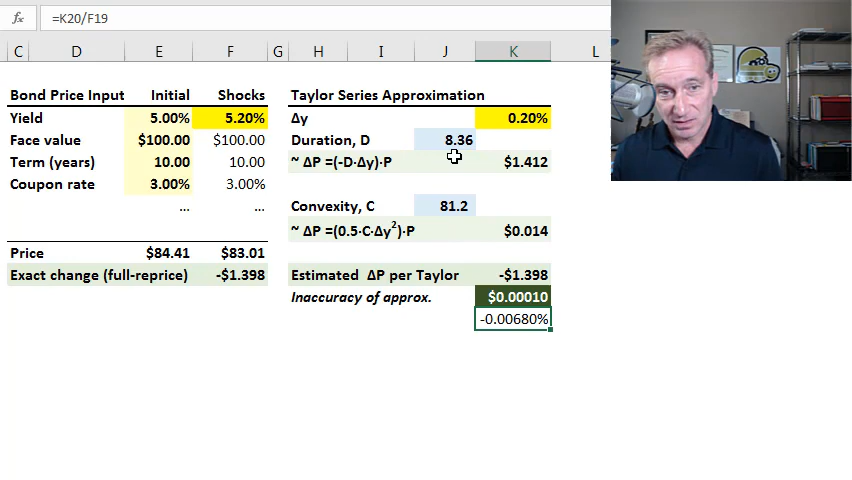 fx =K20/F19
C D E F G H I J K L
Bond Price Input Initial Shocks
Yield 5.00% 5.20%
Face value $100.00 $100.00
Term (years) 10.00 10.00
Coupon rate 3.00% 3.00%
... ...
Price $84.41 $83.01
Exact change (full-reprice) -$1.398
Taylor Series Approximation
Δy 0.20%
Duration, D 8.36
~ ΔP =(-D·Δy)·P $1.412
Convexity, C 81.2
~ ΔP =(0.5·C·Δy²)·P $0.014
Estimated ΔP per Taylor -$1.398
Inaccuracy of approx. $0.00010
-0.00680%